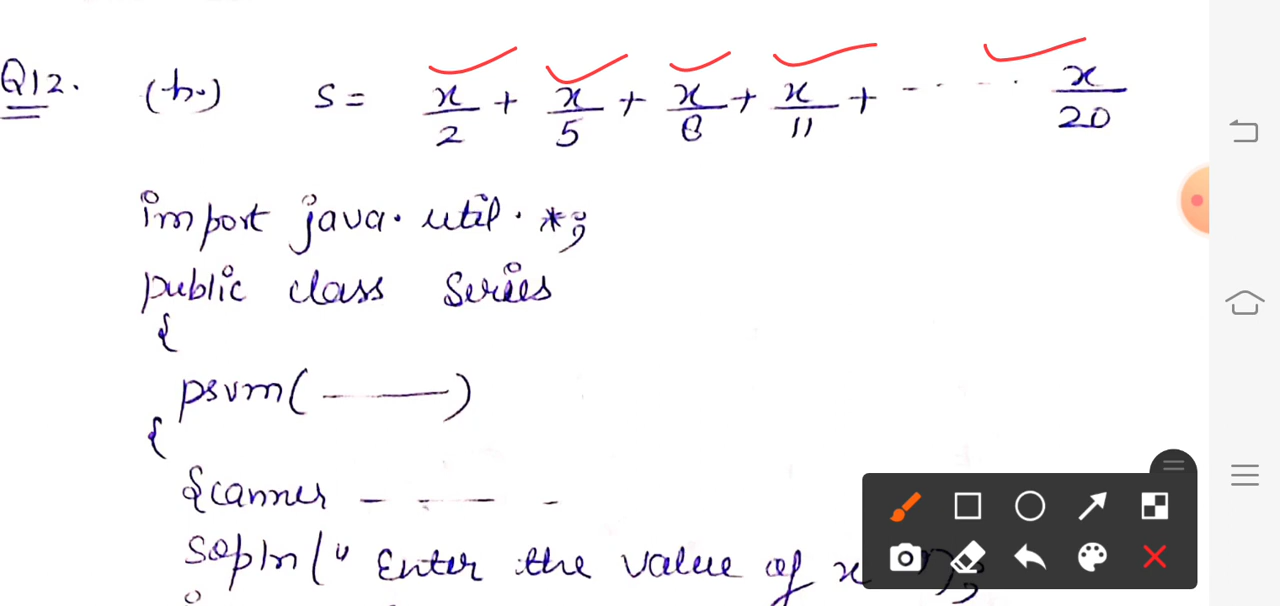 Q12. (b.) S = x/2 + x/5 + x/8 + x/11 + - - - - x/20
import java.util.*;
public class Series
{
psvm( —— )
{
Scanner - - - -
Sopln(" Enter the value of x ");